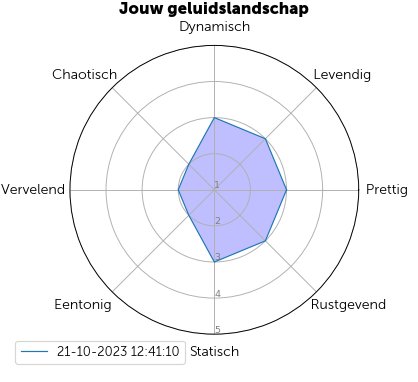 Jouw geluidslandschap
Dynamisch
Chaotisch
Levendig
Vervelend
1
Prettig
2
3
4
Eentonig
Rustgevend
5
21-10-2023 12:41:10
Statisch